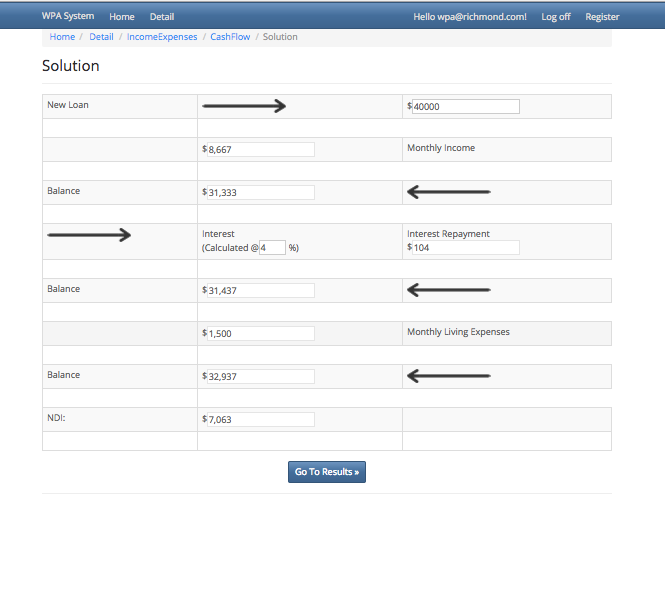 WPA System Home Detail Hello wpa@richmond.com! Log off Register
Home / Detail / IncomeExpenses / CashFlow / Solution
Solution
New Loan $ 40000
$ 8,667 Monthly Income
Balance $ 31,333
Interest Interest Repayment
(Calculated @ 4 %) $ 104
Balance $ 31,437
$ 1,500 Monthly Living Expenses
Balance $ 32,937
NDI: $ 7,063
Go To Results »